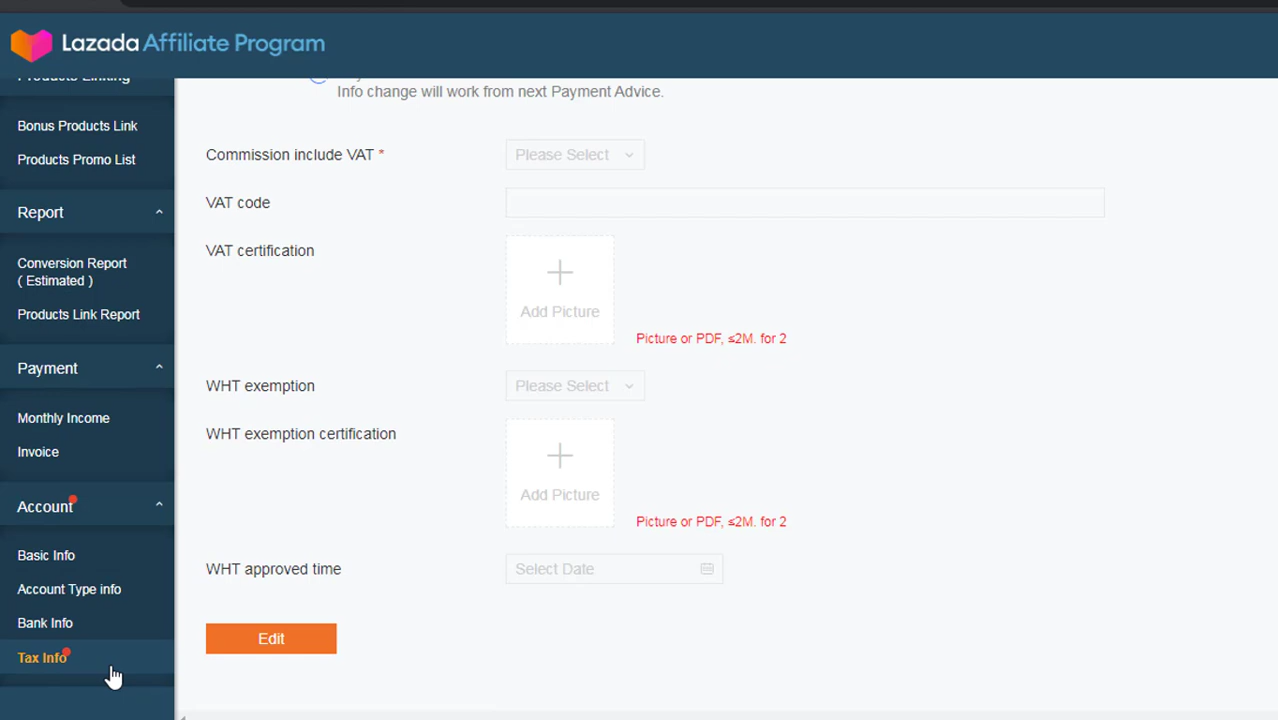 Lazada Affiliate Program
Products Linking
Bonus Products Link
Products Promo List
Report
Conversion Report
( Estimated )
Products Link Report
Payment
Monthly Income
Invoice
Account
Basic Info
Account Type info
Bank Info
Tax Info
Info change will work from next Payment Advice.
Commission include VAT *
Please Select
VAT code
VAT certification
Add Picture
Picture or PDF, ≤2M. for 2
WHT exemption
Please Select
WHT exemption certification
Add Picture
Picture or PDF, ≤2M. for 2
WHT approved time
Select Date
Edit